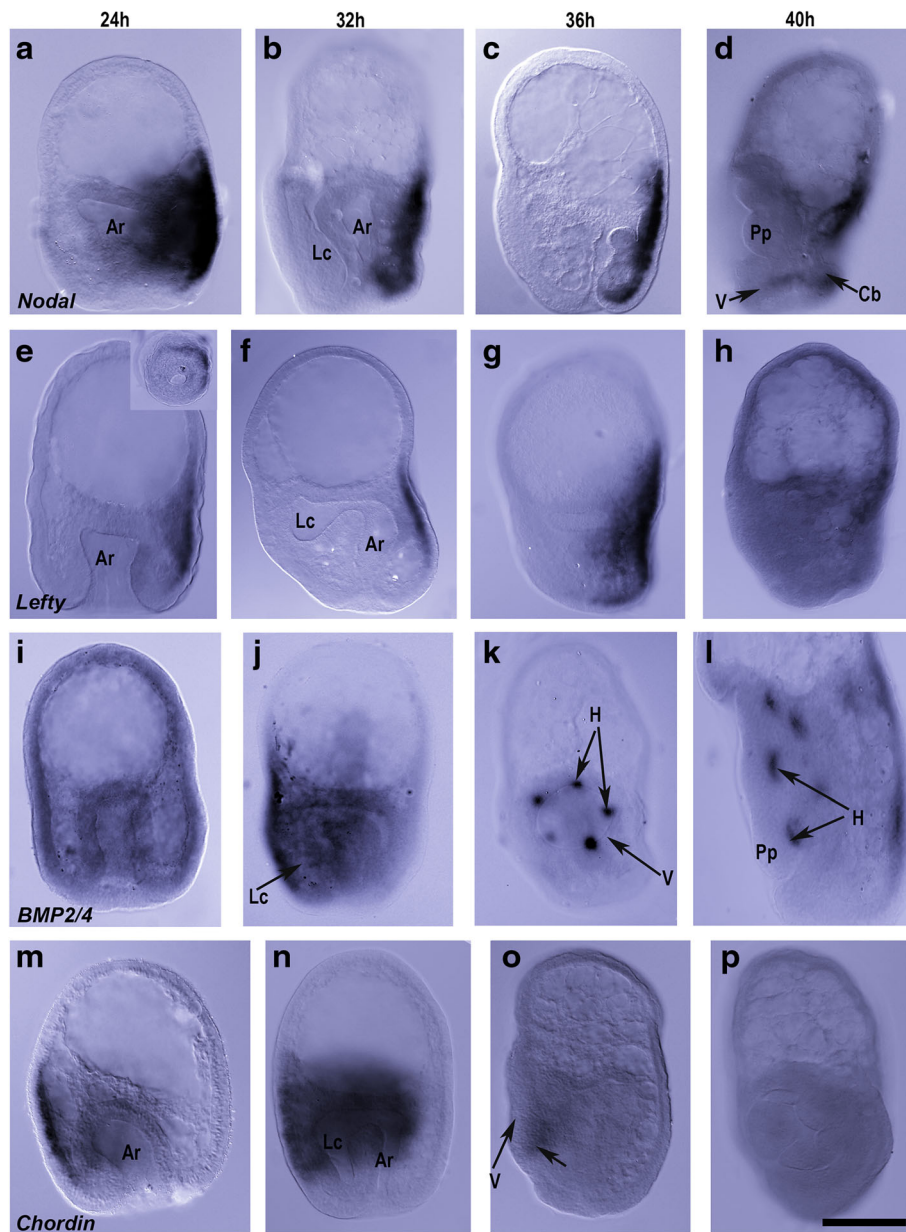 24h 32h 36h 40h
a b c d
Ar Lc Ar Pp
V Cb
Nodal
e f g h
Lc
Ar Ar
Lefty
i j k l
H
H
Lc V Pp
BMP2/4
m n o p
Ar Lc Ar V
Chordin